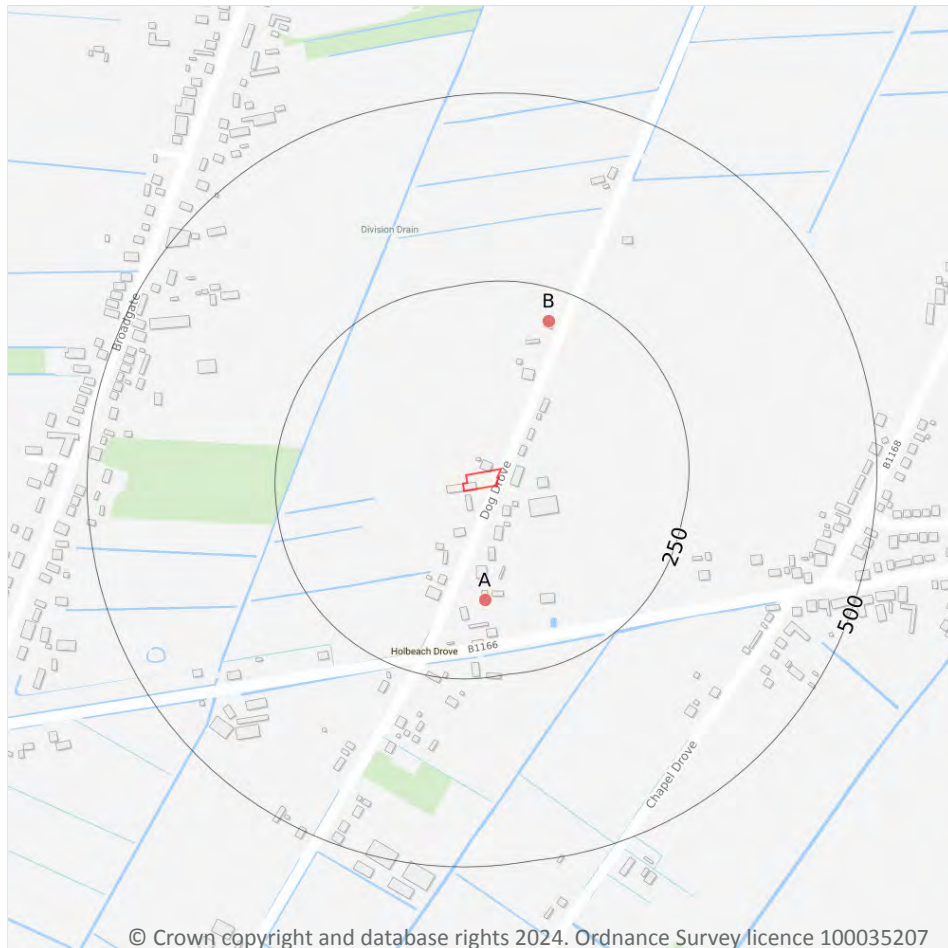 Division Drain
B
Broadgate
B1168
Dog Drove
250
A
500
B1166
Holbeach Drove
Chapel Drove
© Crown copyright and database rights 2024. Ordnance Survey licence 100035207